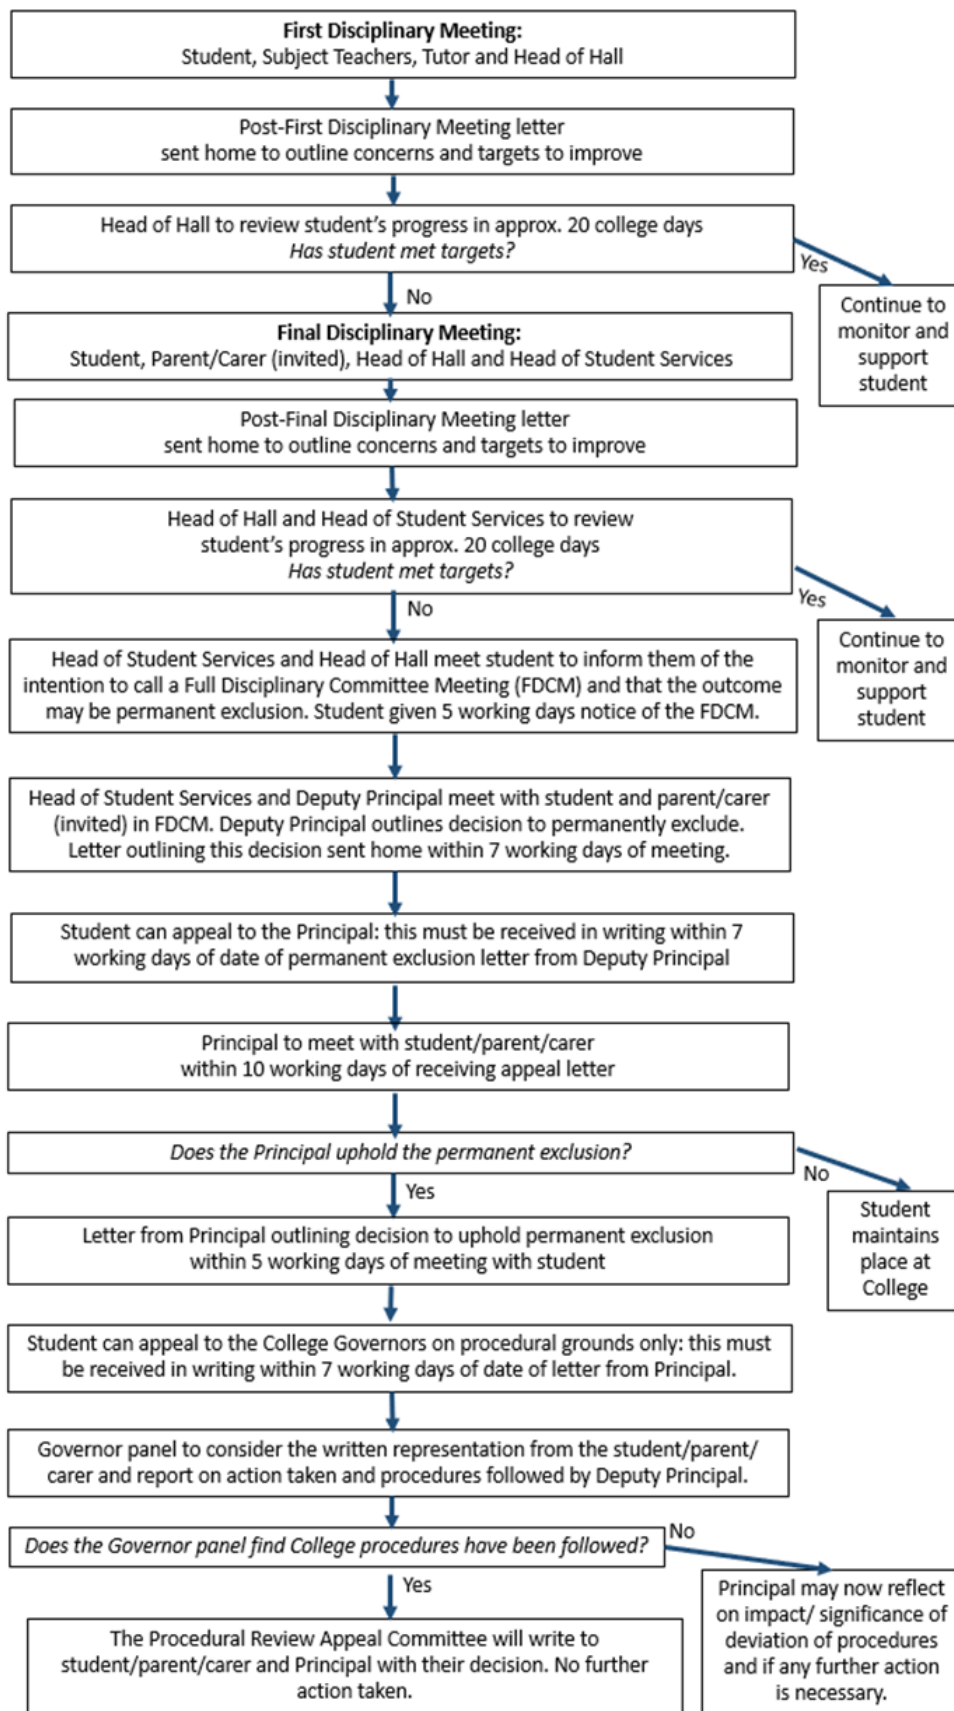 First Disciplinary Meeting:
Student, Subject Teachers, Tutor and Head of Hall
Post-First Disciplinary Meeting letter
sent home to outline concerns and targets to improve
Head of Hall to review student's progress in approx. 20 college days
Has student met targets?
Yes
No
Continue to
monitor and
support
student
Final Disciplinary Meeting:
Student, Parent/Carer (invited), Head of Hall and Head of Student Services
Post-Final Disciplinary Meeting letter
sent home to outline concerns and targets to improve
Head of Hall and Head of Student Services to review
student's progress in approx. 20 college days
Has student met targets?
Yes
No
Continue to
monitor and
support
student
Head of Student Services and Head of Hall meet student to inform them of the
intention to call a Full Disciplinary Committee Meeting (FDCM) and that the outcome
may be permanent exclusion. Student given 5 working days notice of the FDCM.
Head of Student Services and Deputy Principal meet with student and parent/carer
(invited) in FDCM. Deputy Principal outlines decision to permanently exclude.
Letter outlining this decision sent home within 7 working days of meeting.
Student can appeal to the Principal: this must be received in writing within 7
working days of date of permanent exclusion letter from Deputy Principal
Principal to meet with student/parent/carer
within 10 working days of receiving appeal letter
Does the Principal uphold the permanent exclusion?
No
Yes
Student
maintains
place at
College
Letter from Principal outlining decision to uphold permanent exclusion
within 5 working days of meeting with student
Student can appeal to the College Governors on procedural grounds only: this must
be received in writing within 7 working days of date of letter from Principal.
Governor panel to consider the written representation from the student/parent/
carer and report on action taken and procedures followed by Deputy Principal.
Does the Governor panel find College procedures have been followed?
No
Yes
Principal may now reflect
on impact/ significance of
deviation of procedures
and if any further action
is necessary.
The Procedural Review Appeal Committee will write to
student/parent/carer and Principal with their decision. No further
action taken.